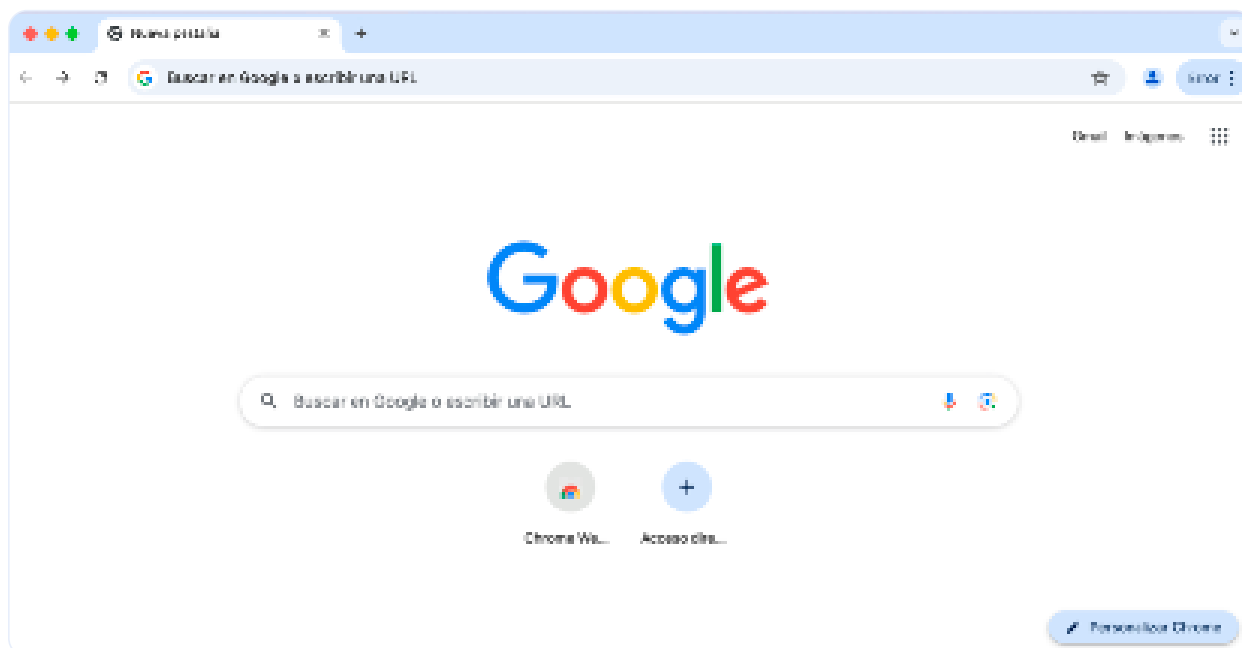 Nueva pestaña
Buscar en Google o escribir una URL
Error
Gmail Imágenes
Google
Buscar en Google o escribir una URL
Chrome We... Acceso dire...
Personalizar Chrome